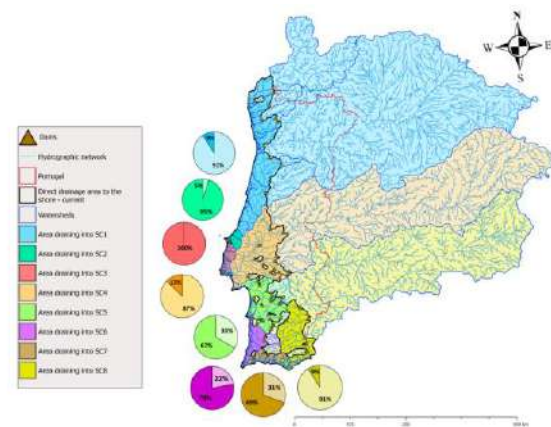 N
W E
S
Dams
Hydrographic network
Portugal
Direct drainage area to the
shore - current
Watersheds
Area draining into SC1
Area draining into SC2
Area draining into SC3
Area draining into SC4
Area draining into SC5
Area draining into SC6
Area draining into SC7
Area draining into SC8
91%
5%
95%
100%
13%
87%
33%
67%
22%
78%
31%
69%
9%
91%